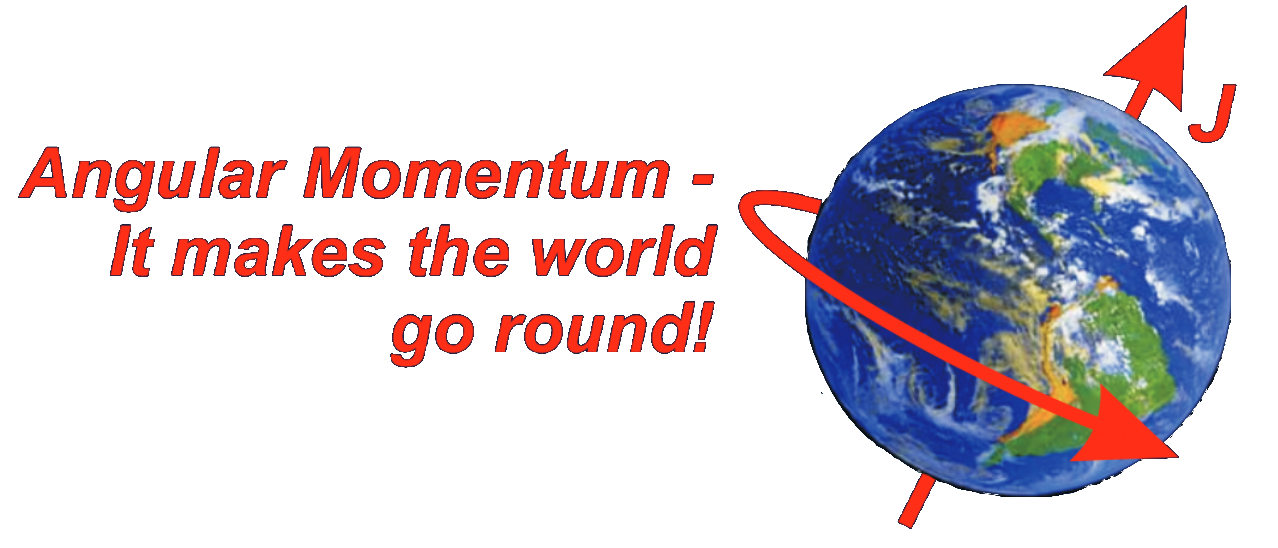 Angular Momentum -
It makes the world
go round!
J